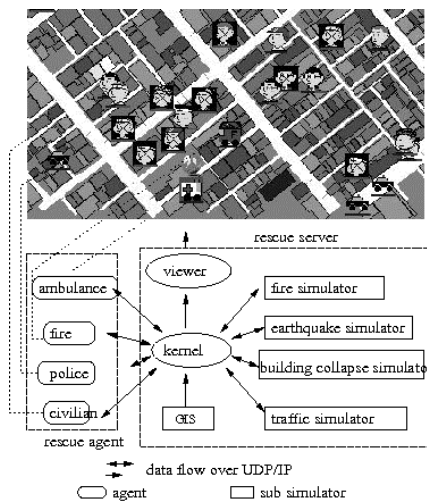 rescue server
viewer
ambulance
fire simulator
fire
earthquake simulator
kernel
police
building collapse simulato
civilian
GIS
traffic simulator
rescue agent
data flow over UDP/IP
agent
sub simulator